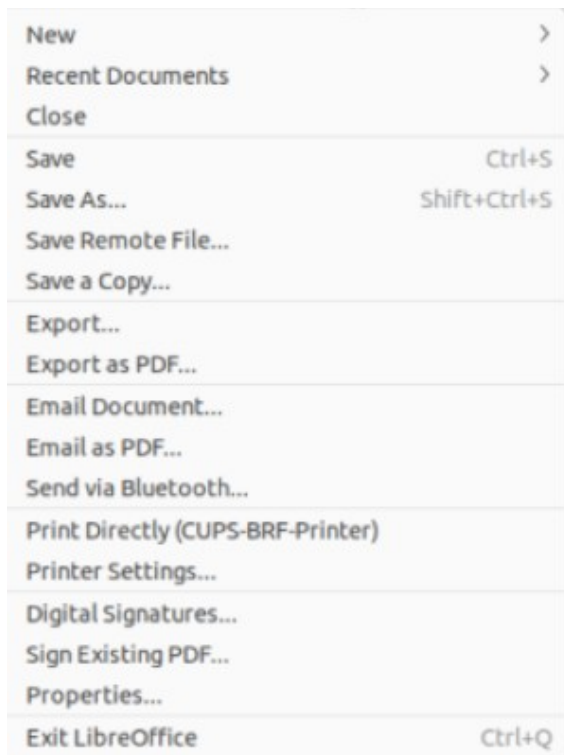 New >
Recent Documents >
Close
Save Ctrl+S
Save As... Shift+Ctrl+S
Save Remote File...
Save a Copy...
Export...
Export as PDF...
Email Document...
Email as PDF...
Send via Bluetooth...
Print Directly (CUPS-BRF-Printer)
Printer Settings...
Digital Signatures...
Sign Existing PDF...
Properties...
Exit LibreOffice Ctrl+Q